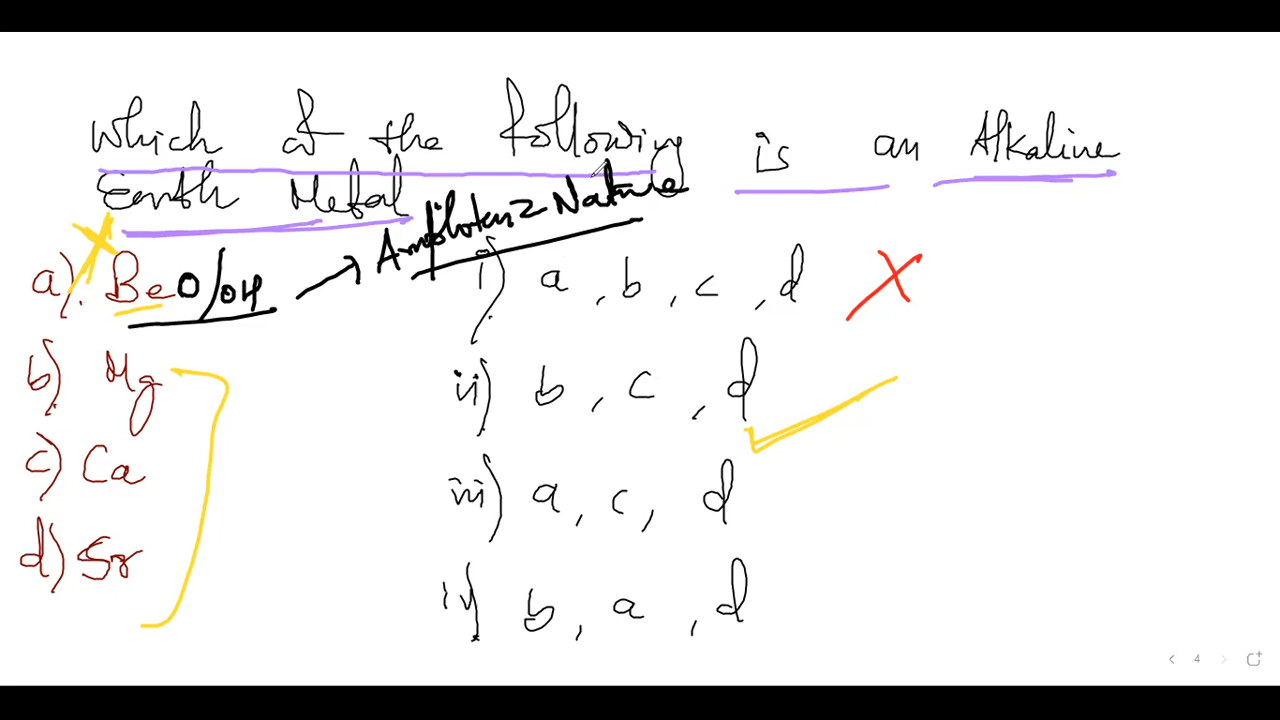 Which of the following is an Alkaline
Earth Metal
Amphoteric Nature
a). BeO/OH
b) Mg
c) Ca
d) Sr
i) a, b, c, d
ii) b, c, d
iii) a, c, d
iv) b, a, d
4